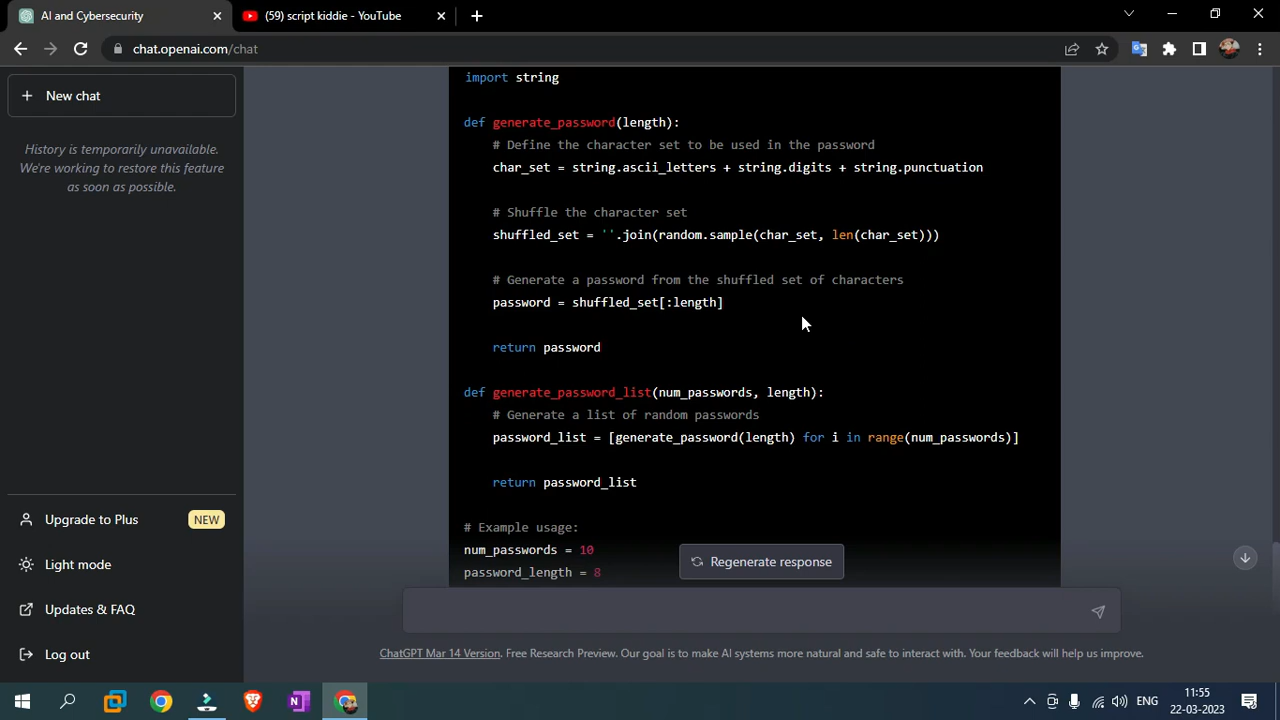 AI and Cybersecurity
(59) script kiddie - YouTube
chat.openai.com/chat
New chat
History is temporarily unavailable.
We're working to restore this feature
as soon as possible.
Upgrade to Plus
NEW
Light mode
Updates & FAQ
Log out
import string
def generate_password(length):
# Define the character set to be used in the password
char_set = string.ascii_letters + string.digits + string.punctuation
# Shuffle the character set
shuffled_set = ''.join(random.sample(char_set, len(char_set)))
# Generate a password from the shuffled set of characters
password = shuffled_set[:length]
return password
def generate_password_list(num_passwords, length):
# Generate a list of random passwords
password_list = [generate_password(length) for i in range(num_passwords)]
return password_list
# Example usage:
num_passwords = 10
password_length = 8
Regenerate response
ChatGPT Mar 14 Version. Free Research Preview. Our goal is to make AI systems more natural and safe to interact with. Your feedback will help us improve.
ENG
11:55
22-03-2023